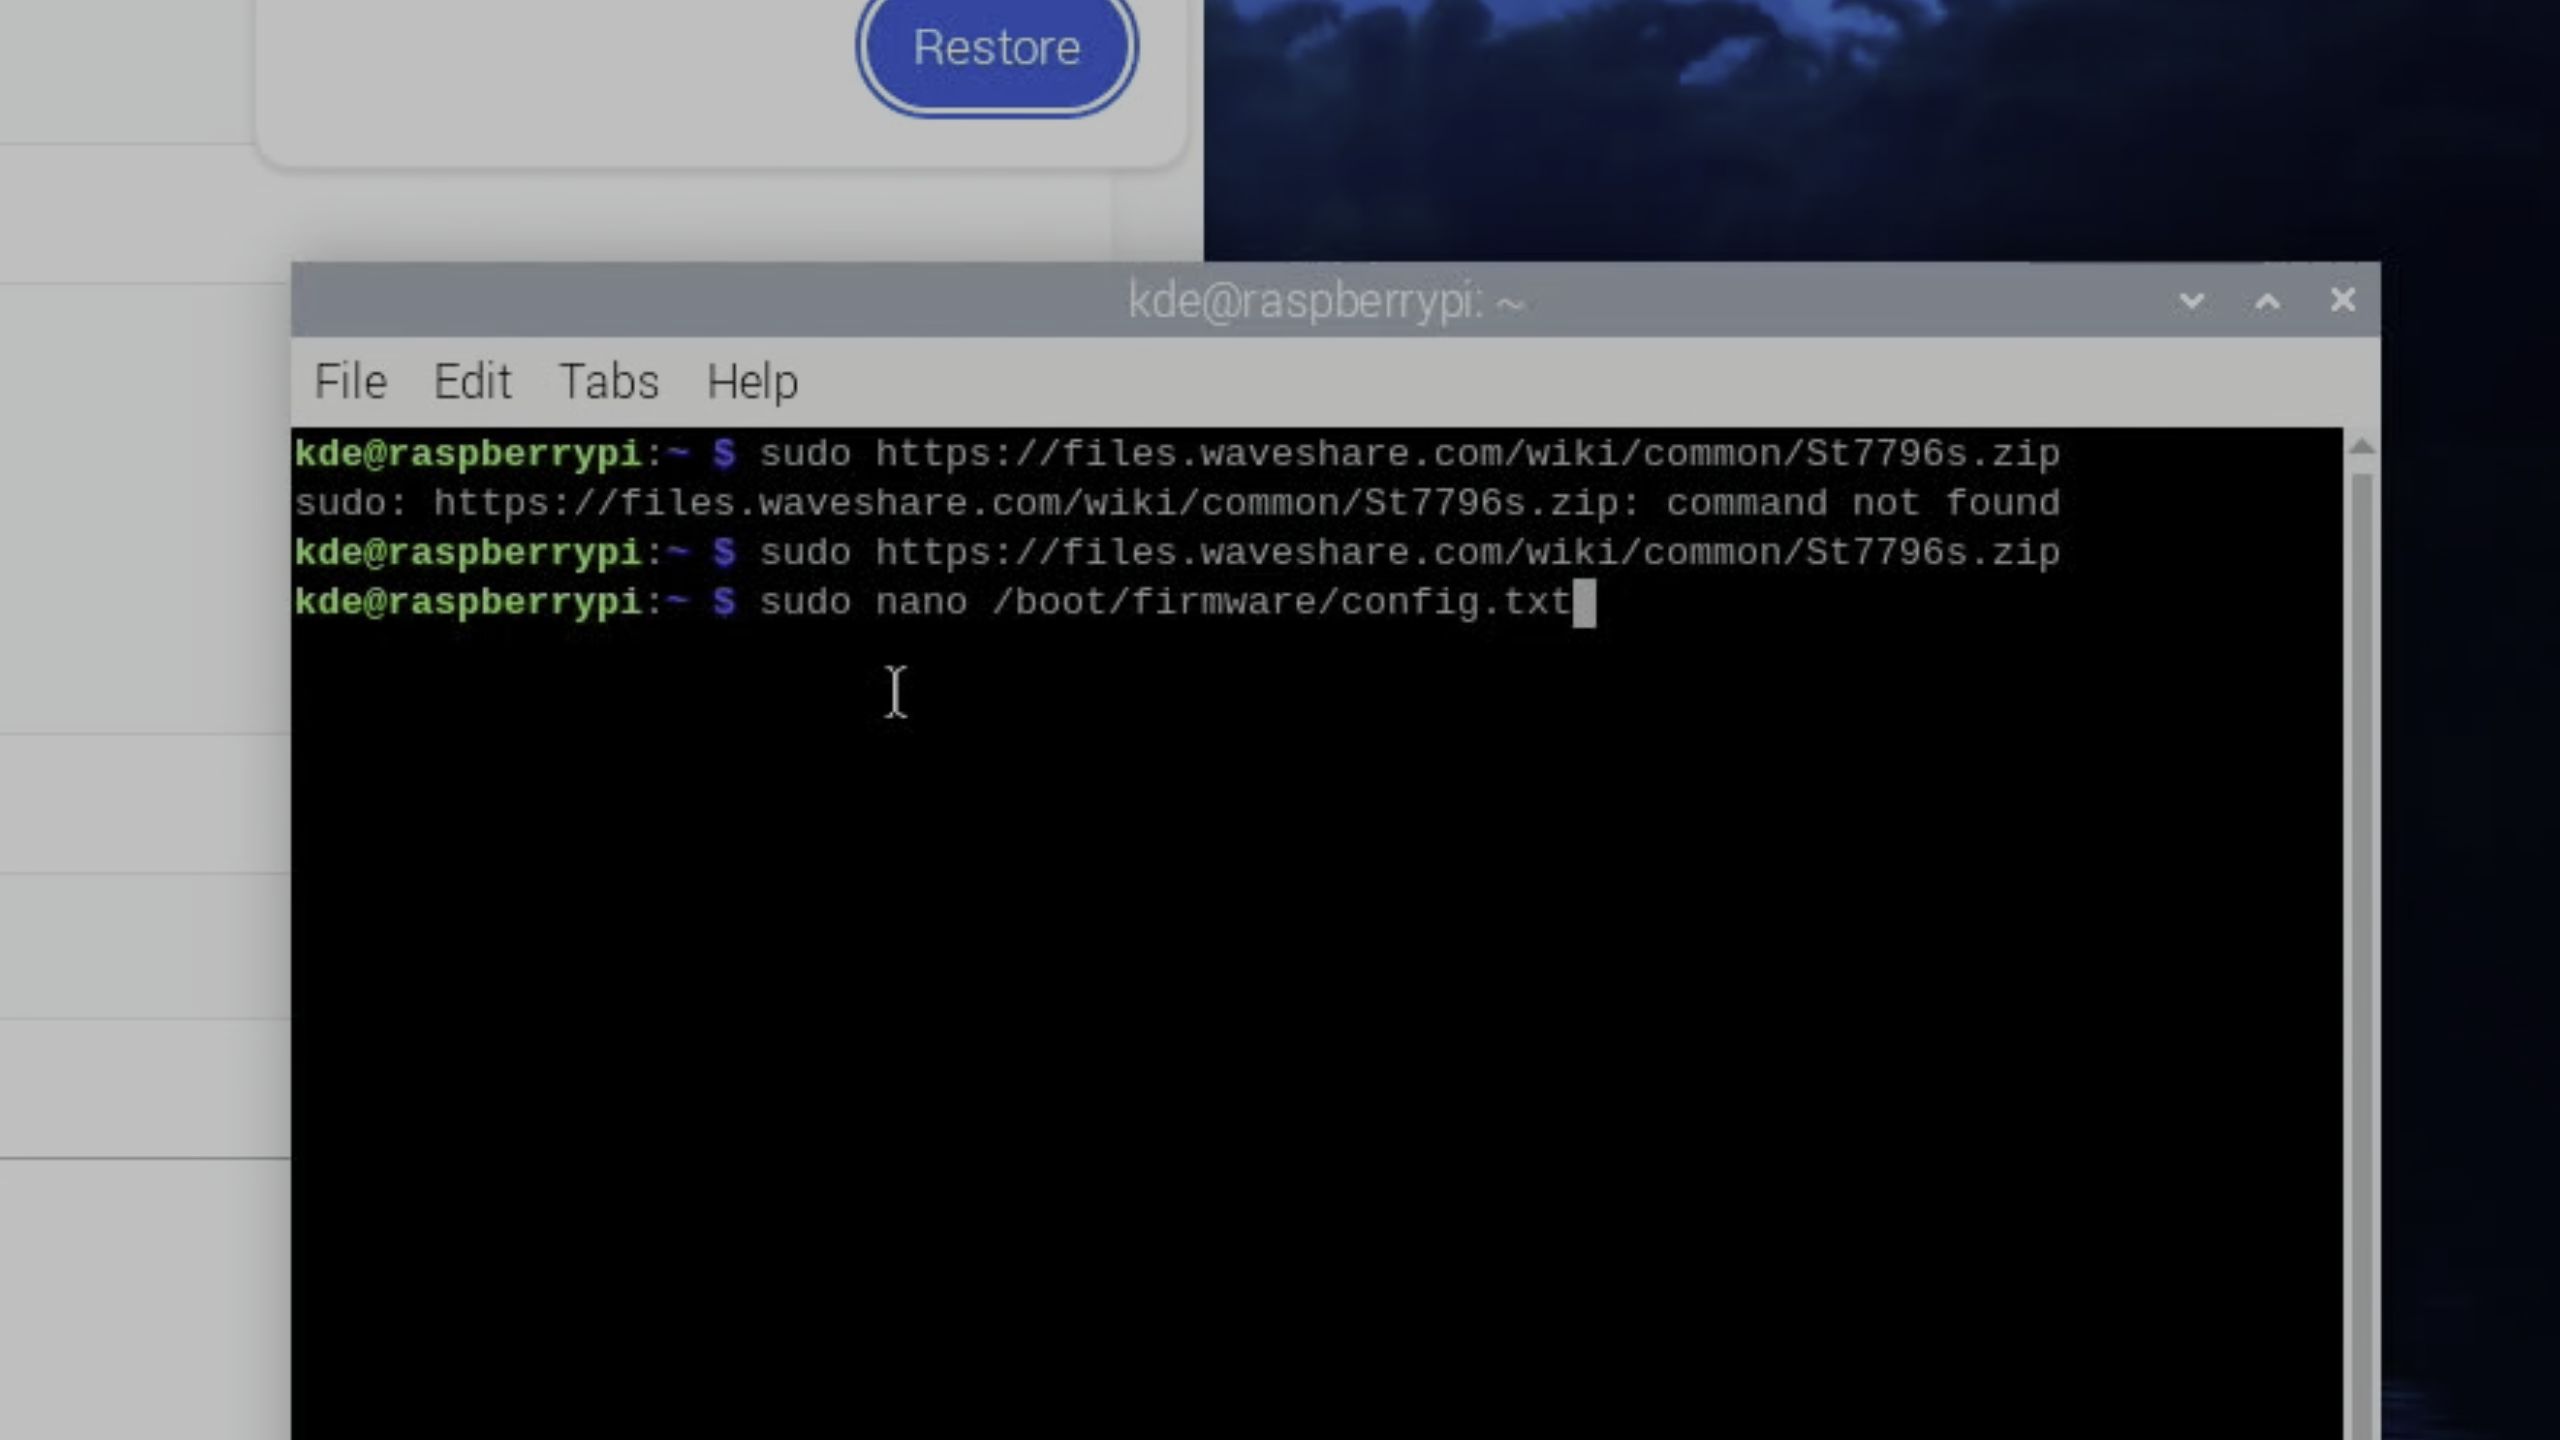 Restore
kde@raspberrypi: ~
File Edit Tabs Help
kde@raspberrypi:~ $ sudo https://files.waveshare.com/wiki/common/St7796s.zip
sudo: https://files.waveshare.com/wiki/common/St7796s.zip: command not found
kde@raspberrypi:~ $ sudo https://files.waveshare.com/wiki/common/St7796s.zip
kde@raspberrypi:~ $ sudo nano /boot/firmware/config.txt